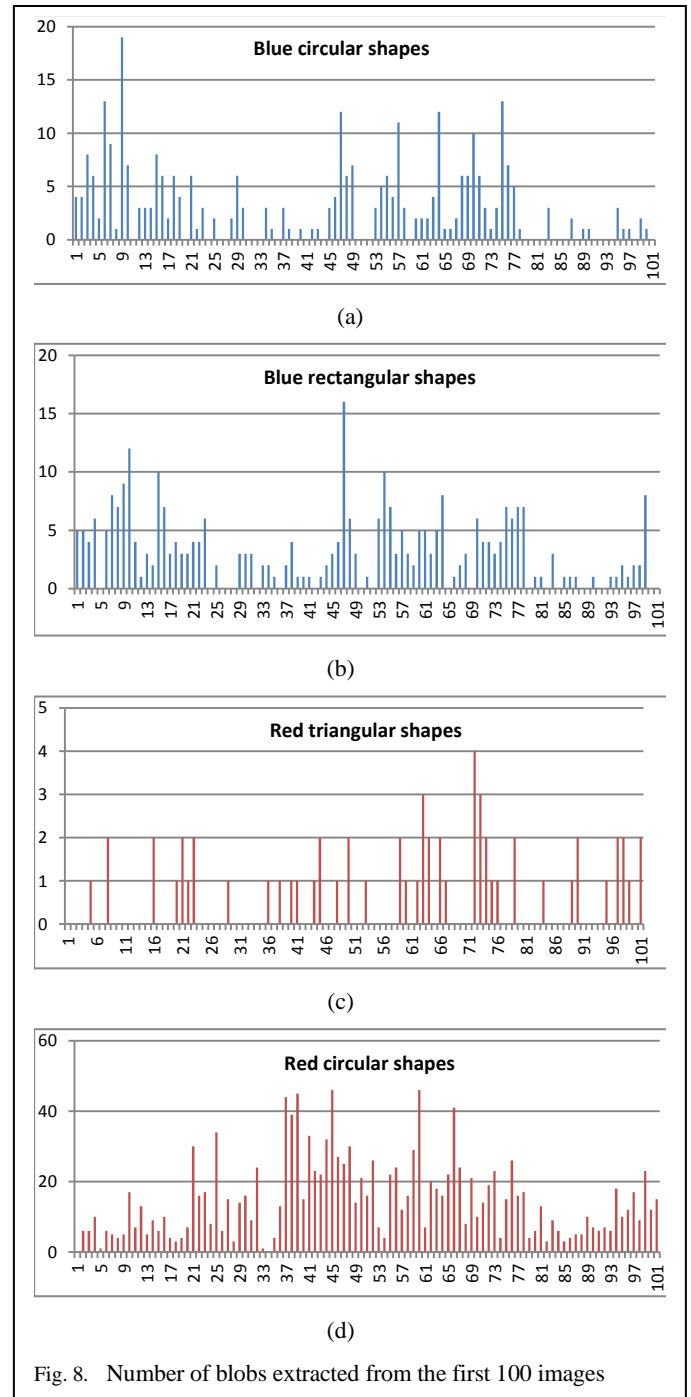 Blue circular shapes
20
15
10
5
0
1 5 9 13 17 21 25 29 33 37 41 45 49 53 57 61 65 69 73 77 81 85 89 93 97 101
(a)
Blue rectangular shapes
20
15
10
5
0
1 5 9 13 17 21 25 29 33 37 41 45 49 53 57 61 65 69 73 77 81 85 89 93 97 101
(b)
Red triangular shapes
5
4
3
2
1
0
1 6 11 16 21 26 31 36 41 46 51 56 61 66 71 76 81 86 91 96 101
(c)
Red circular shapes
60
40
20
0
1 5 9 13 17 21 25 29 33 37 41 45 49 53 57 61 65 69 73 77 81 85 89 93 97 101
(d)
Fig. 8. Number of blobs extracted from the first 100 images